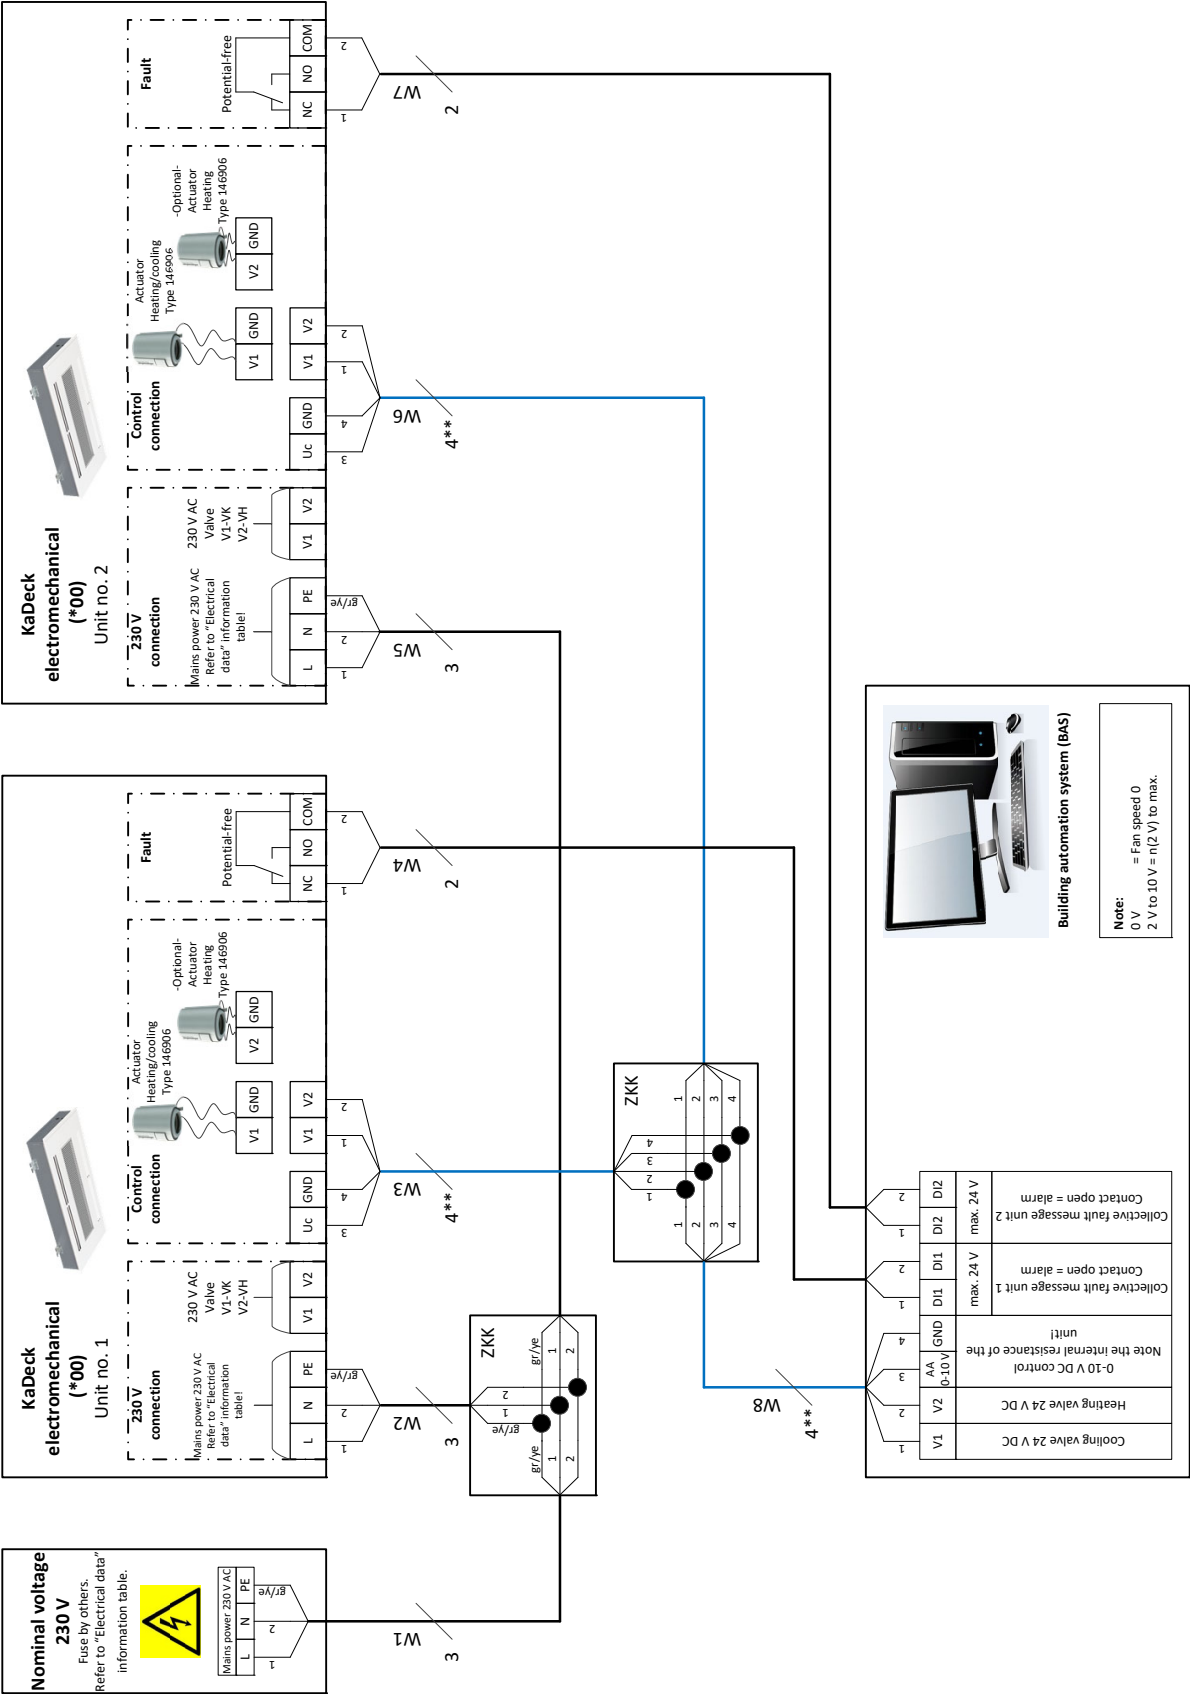 Nominal voltage
230 V
Fuse by others.
Refer to "Electrical data"
information table.
Mains power 230 V AC
L
N
PE
1
2
gr/ye
W1
3
KaDeck
electromechanical
(*00)
Unit no. 1
230 V
connection
Mains power 230 V AC
Refer to "Electrical
data" information
table!
L
N
PE
1
2
gr/ye
W2
3
230 V AC
Valve
V1-VK
V2-VH
V1
V2
Control
connection
Actuator
Heating/cooling
Type 146906
V1
GND
-Optional-
Actuator
Heating
Type 146906
V2
GND
Uc
GND
V1
V2
3
4
1
2
W3
4**
Fault
Potential-free
NC
NO
COM
1
2
W4
2
KaDeck
electromechanical
(*00)
Unit no. 2
230 V
connection
Mains power 230 V AC
Refer to "Electrical
data" information
table!
L
N
PE
1
2
gr/ye
W5
3
230 V AC
Valve
V1-VK
V2-VH
V1
V2
Control
connection
Actuator
Heating/cooling
Type 146906
V1
GND
-Optional-
Actuator
Heating
Type 146906
V2
GND
Uc
GND
V1
V2
3
4
1
2
W6
4**
Fault
Potential-free
NC
NO
COM
1
2
W7
2
ZKK
gr/ye
1
2
gr/ye
1
2
gr/ye
1
2
ZKK
1
2
3
4
1
2
3
4
1
2
3
4
W8
4**
1
2
3
4
1
2
1
2
V1
V2
AA
0-10 V
GND
DI1
DI1
DI2
DI2
max. 24 V
max. 24 V
Cooling valve 24 V DC
Heating valve 24 V DC
0-10 V DC control
Note the internal resistance of the
unit!
Collective fault message unit 1
Contact open = alarm
Collective fault message unit 2
Contact open = alarm
Building automation system (BAS)
Note:
0 V = Fan speed 0
2 V to 10 V = n(2 V) to max.